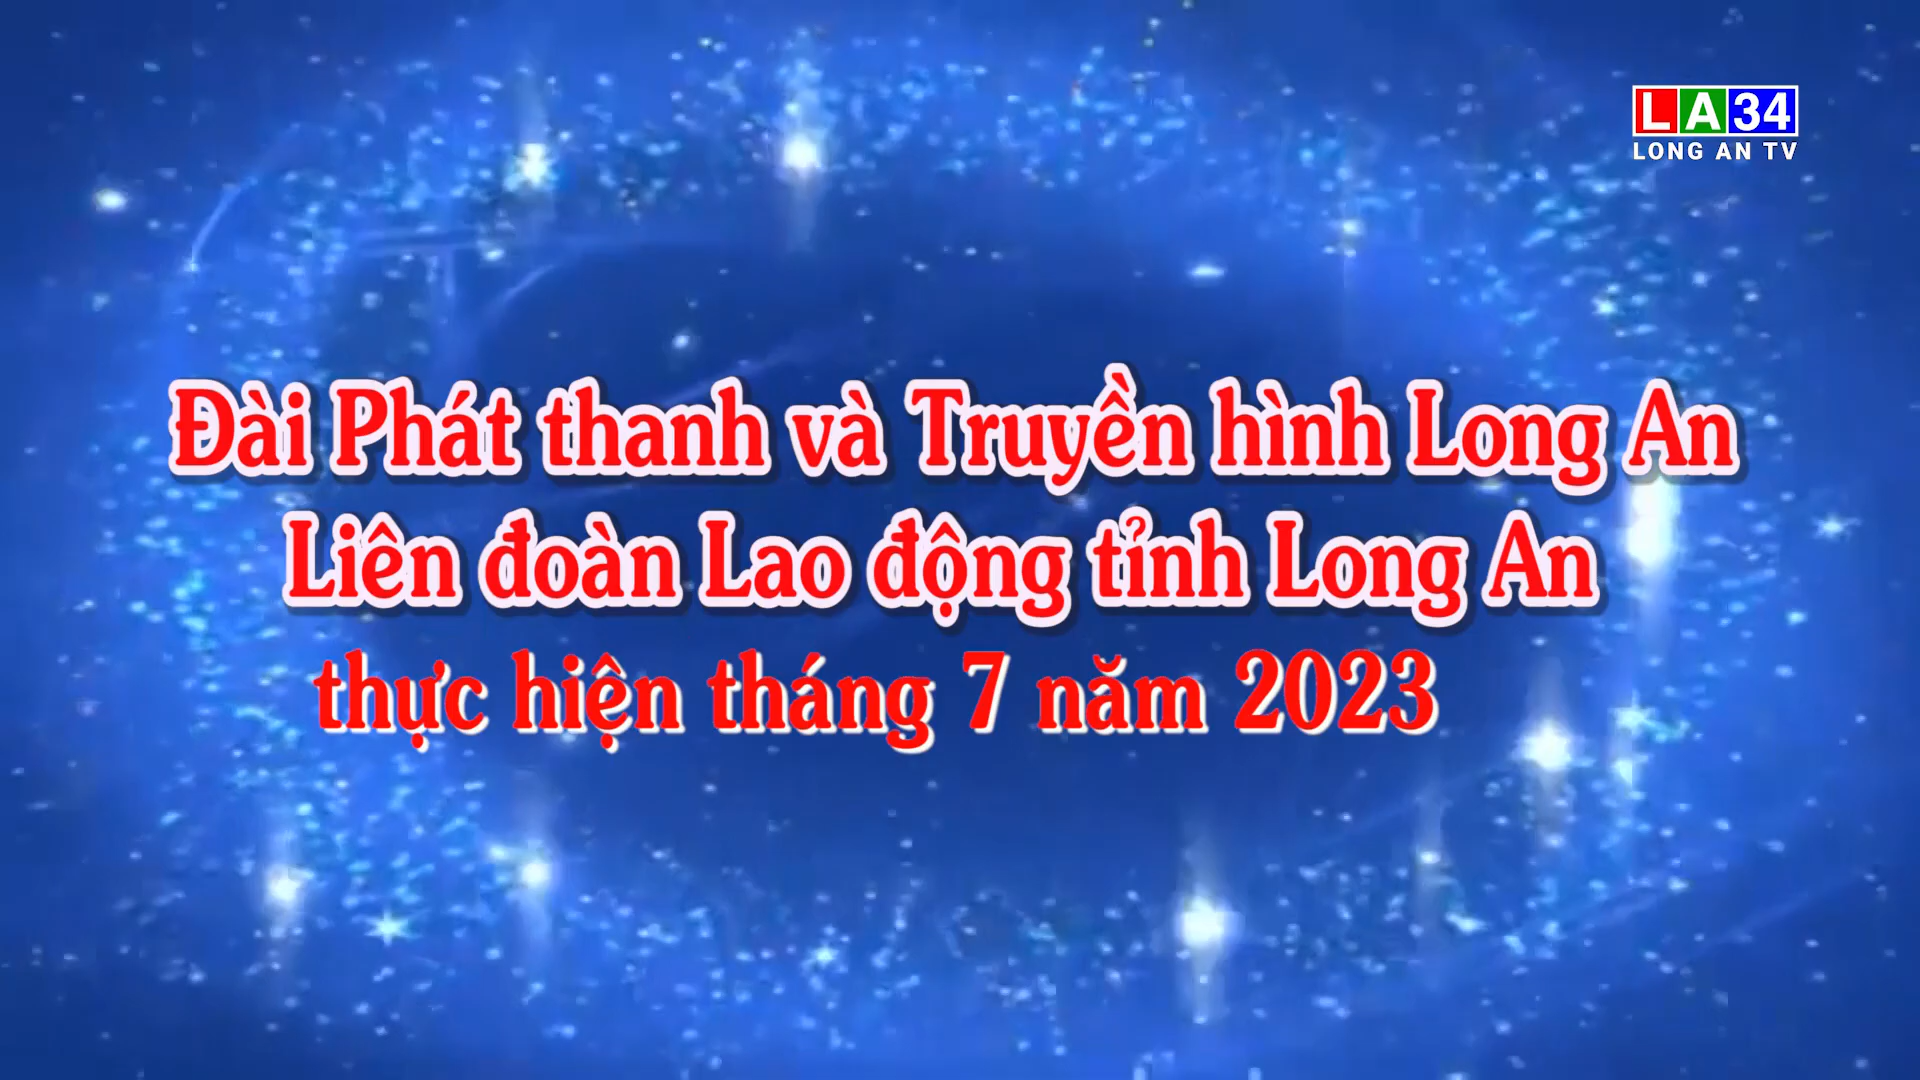 LA34
LONG AN TV
Đài Phát thanh và Truyền hình Long An
Liên đoàn Lao động tỉnh Long An
thực hiện tháng 7 năm 2023